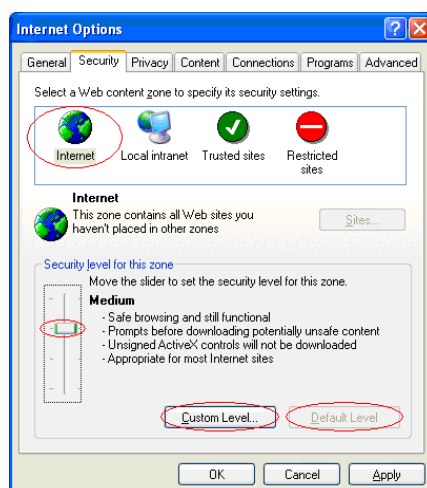 Internet Options
General Security Privacy Content Connections Programs Advanced
Select a Web content zone to specify its security settings.
Internet Local intranet Trusted sites Restricted sites
Internet
This zone contains all Web sites you
haven't placed in other zones
Sites...
Security level for this zone
Move the slider to set the security level for this zone.
Medium
- Safe browsing and still functional
- Prompts before downloading potentially unsafe content
- Unsigned ActiveX controls will not be downloaded
- Appropriate for most Internet sites
Custom Level... Default Level
OK Cancel Apply